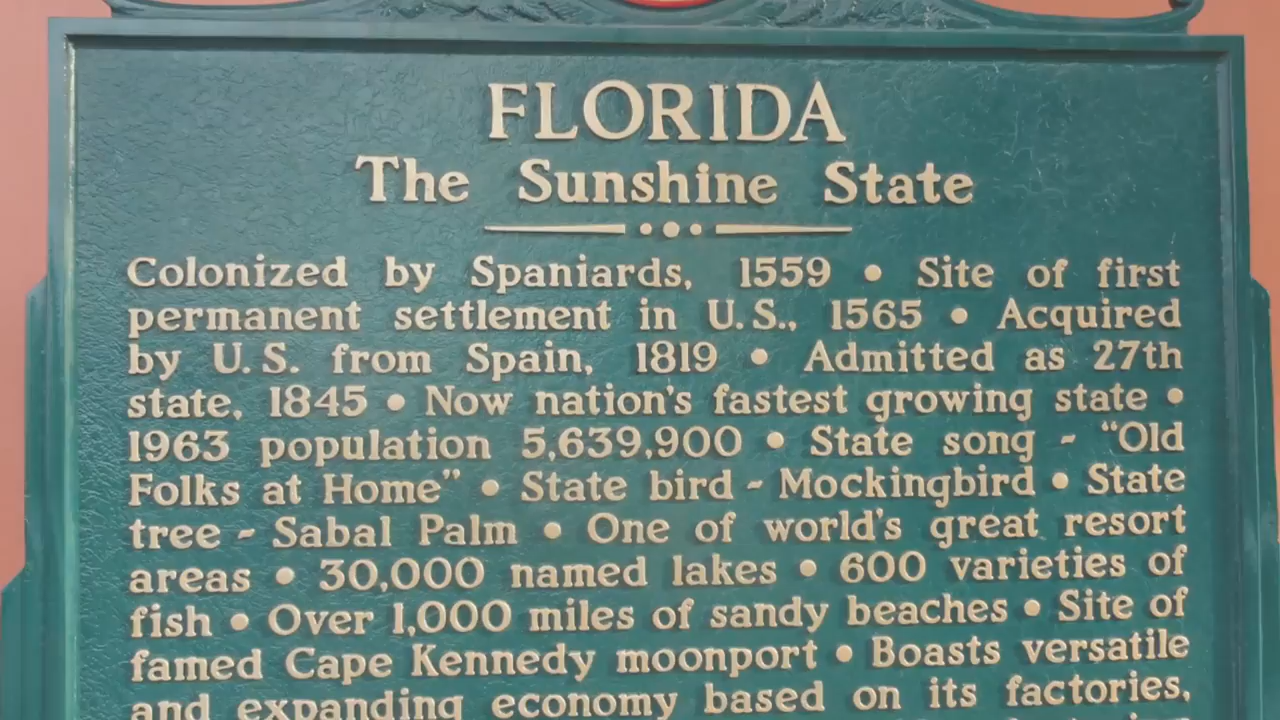 FLORIDA
The Sunshine State
Colonized by Spaniards, 1559 • Site of first
permanent settlement in U.S., 1565 • Acquired
by U.S. from Spain, 1819 • Admitted as 27th
state, 1845 • Now nation's fastest growing state •
1963 population 5,639,900 • State song - “Old
Folks at Home” • State bird - Mockingbird • State
tree - Sabal Palm • One of world's great resort
areas • 30,000 named lakes • 600 varieties of
fish • Over 1,000 miles of sandy beaches • Site of
famed Cape Kennedy moonport • Boasts versatile
and expanding economy based on its factories,